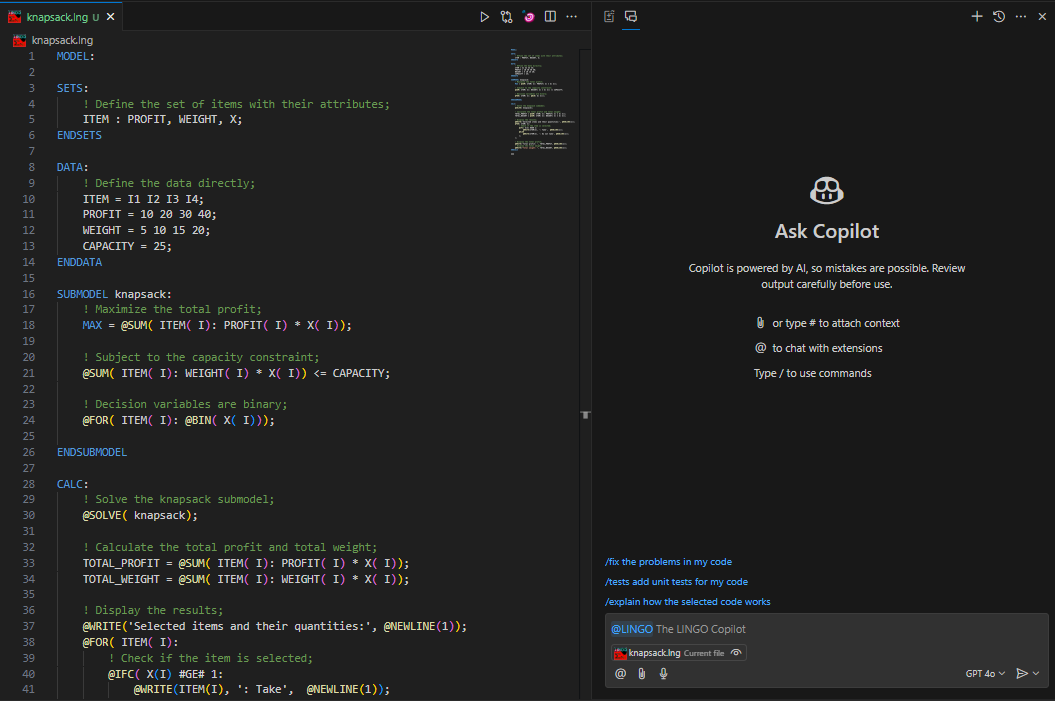 knapsack.lng U
knapsack.lng
1 MODEL:
2
3 SETS:
4 ! Define the set of items with their attributes;
5 ITEM : PROFIT, WEIGHT, X;
6 ENDSETS
7
8 DATA:
9 ! Define the data directly;
10 ITEM = I1 I2 I3 I4;
11 PROFIT = 10 20 30 40;
12 WEIGHT = 5 10 15 20;
13 CAPACITY = 25;
14 ENDDATA
15
16 SUBMODEL knapsack:
17 ! Maximize the total profit;
18 MAX = @SUM( ITEM( I): PROFIT( I) * X( I));
19
20 ! Subject to the capacity constraint;
21 @SUM( ITEM( I): WEIGHT( I) * X( I)) <= CAPACITY;
22
23 ! Decision variables are binary;
24 @FOR( ITEM( I): @BIN( X( I)));
25
26 ENDSUBMODEL
27
28 CALC:
29 ! Solve the knapsack submodel;
30 @SOLVE( knapsack);
31
32 ! Calculate the total profit and total weight;
33 TOTAL_PROFIT = @SUM( ITEM( I): PROFIT( I) * X( I));
34 TOTAL_WEIGHT = @SUM( ITEM( I): WEIGHT( I) * X( I));
35
36 ! Display the results;
37 @WRITE('Selected items and their quantities:', @NEWLINE(1));
38 @FOR( ITEM( I):
39 ! Check if the item is selected;
40 @IFC( X(I) #GE# 1:
41 @WRITE(ITEM(I), ': Take', @NEWLINE(1));
Ask Copilot
Copilot is powered by AI, so mistakes are possible. Review
output carefully before use.
or type # to attach context
@ to chat with extensions
Type / to use commands
/fix the problems in my code
/tests add unit tests for my code
/explain how the selected code works
@LINGO The LINGO Copilot
knapsack.lng Current file
@ GPT 4o